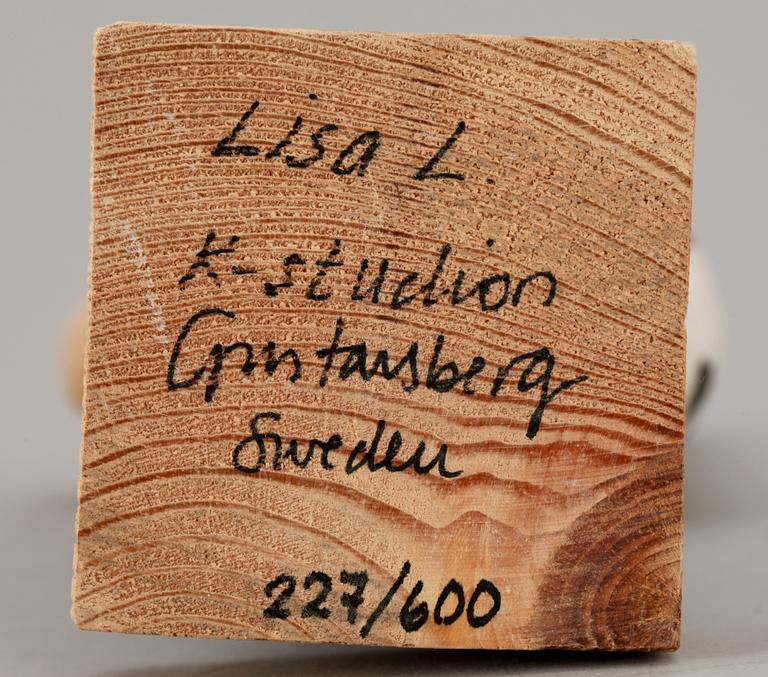 Lisa L.
K-studion
Gustavsberg
Sweden
227/600